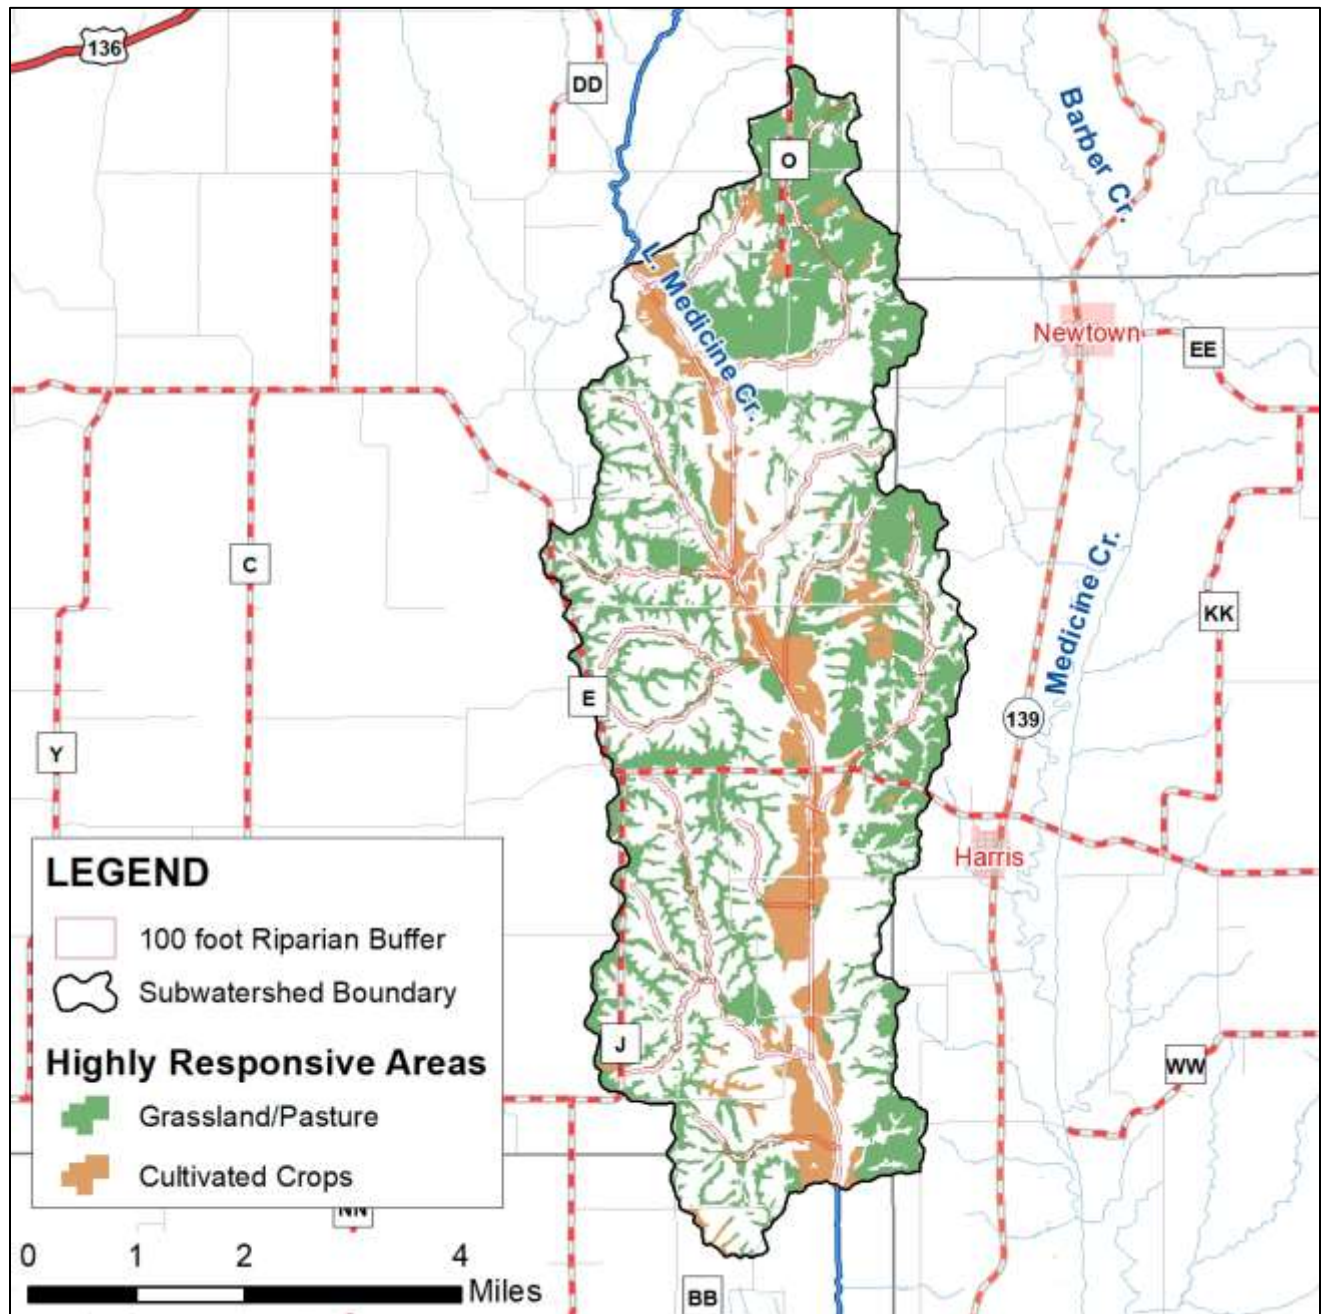 136
DD
O
Barber Cr.
L. Medicine Cr.
Newtown
EE
C
Medicine Cr.
KK
E
139
Y
Harris
LEGEND
100 foot Riparian Buffer
Subwatershed Boundary
J
Highly Responsive Areas
WW
Grassland/Pasture
Cultivated Crops
NN
0 1 2 4
Miles
BB